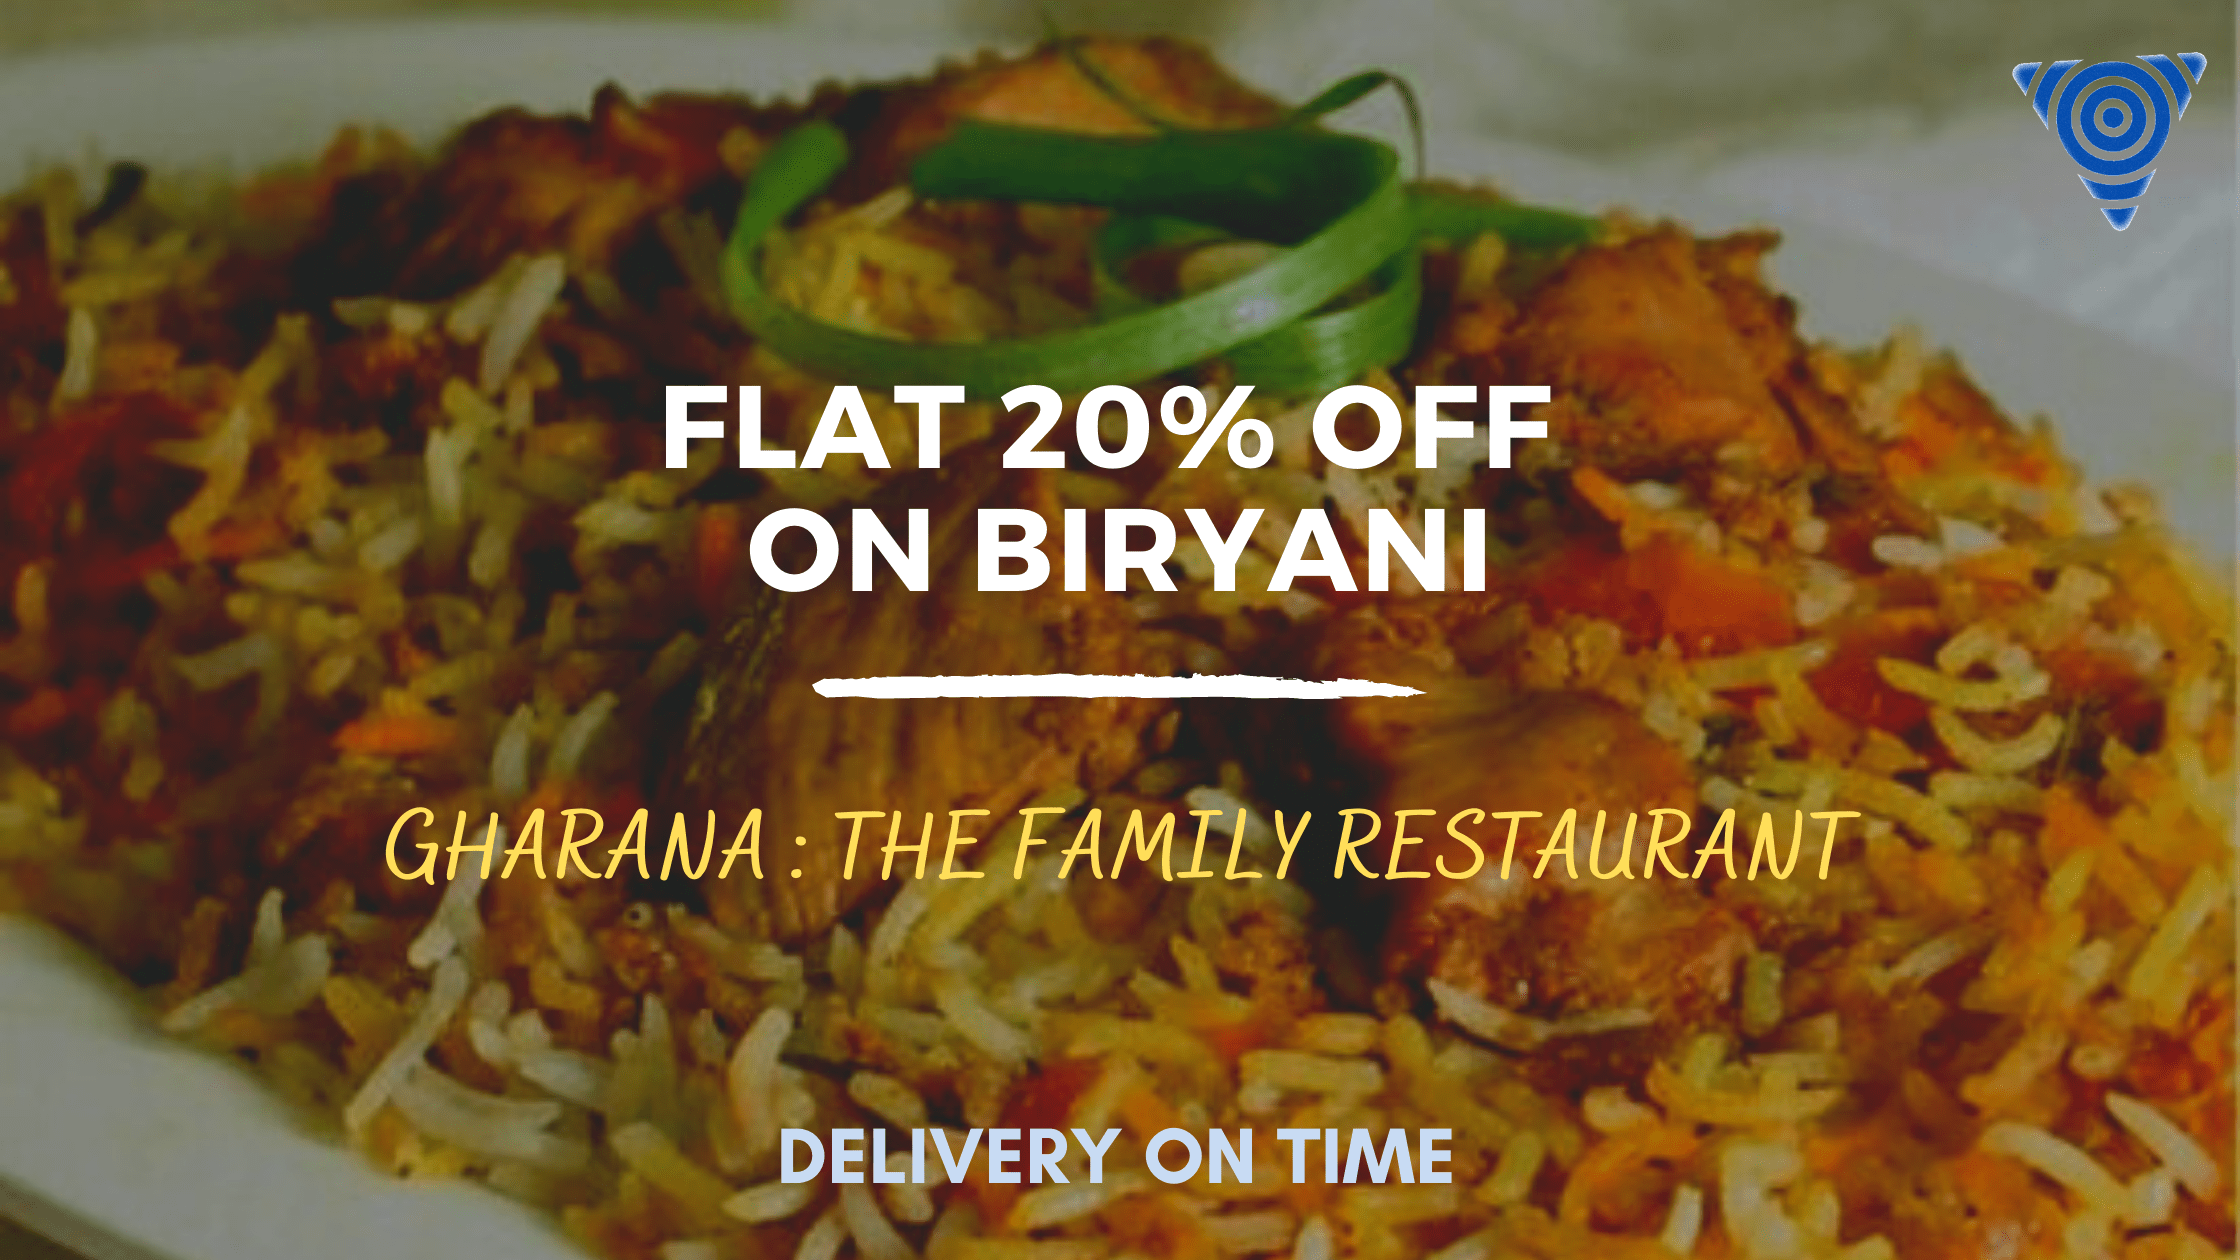 FLAT 20% OFF
ON BIRYANI
GHARANA : THE FAMILY RESTAURANT
DELIVERY ON TIME